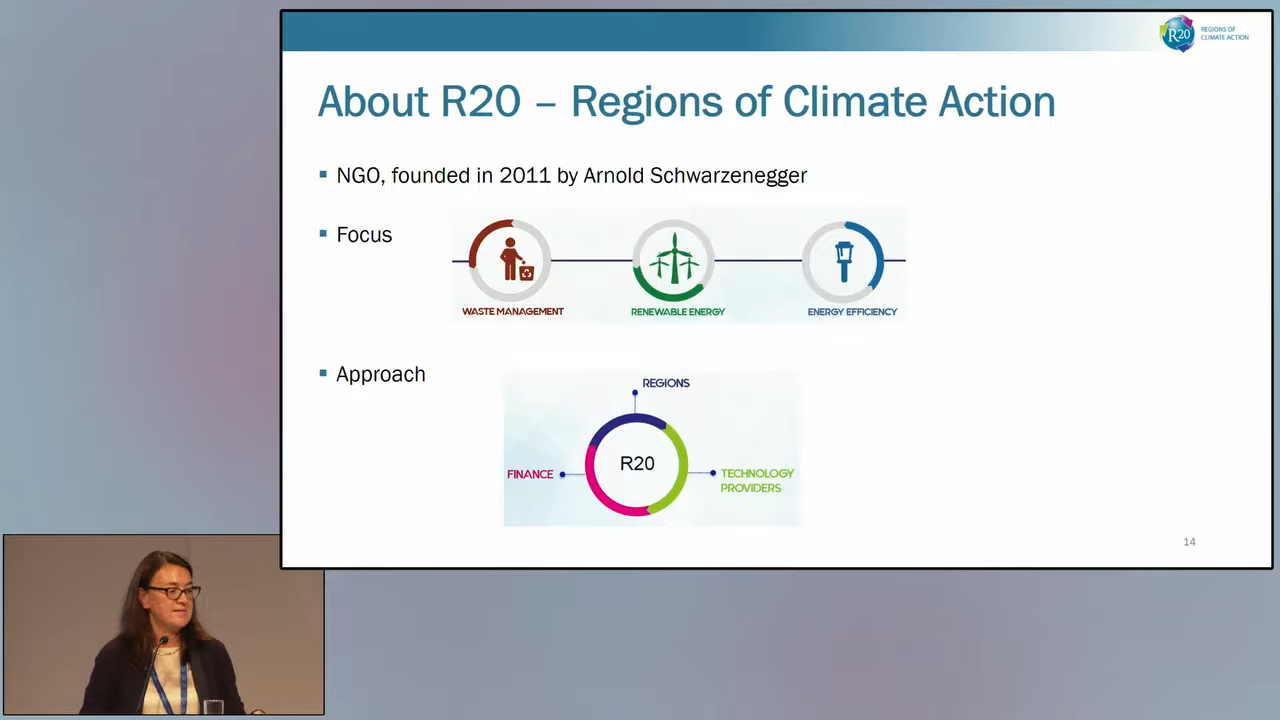 R20
REGIONS OF
CLIMATE ACTION
About R20 – Regions of Climate Action
NGO, founded in 2011 by Arnold Schwarzenegger
Focus
WASTE MANAGEMENT
RENEWABLE ENERGY
ENERGY EFFICIENCY
Approach
REGIONS
R20
FINANCE
TECHNOLOGY
PROVIDERS
14